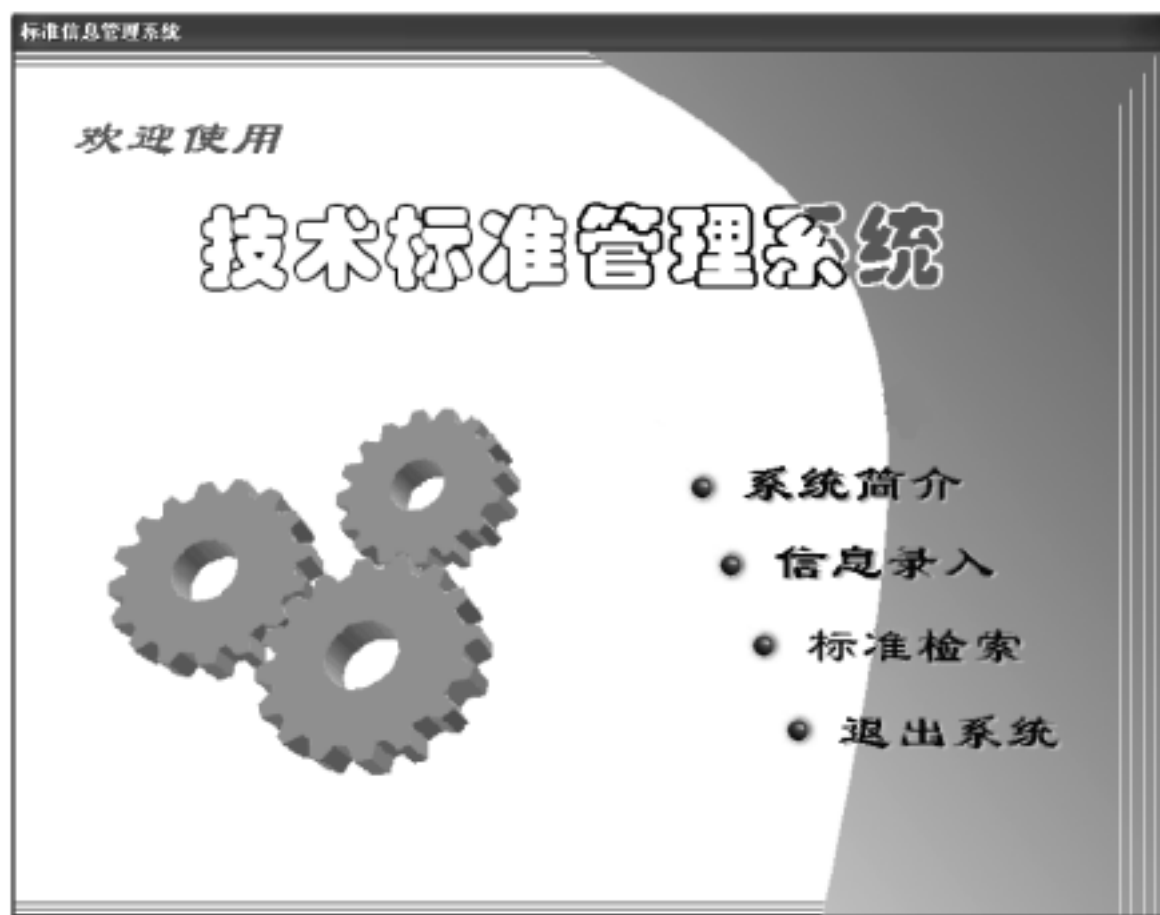 标准信息管理系统
欢迎使用
技术标准管理系统
系统简介
信息录入
标准检索
退出系统